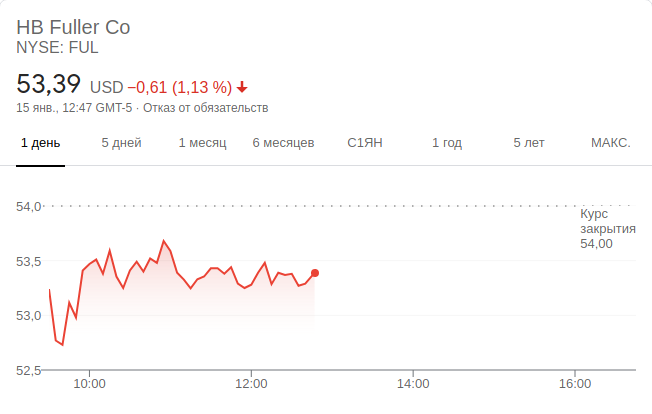 HB Fuller Co
NYSE: FUL
53,39 USD −0,61 (1,13 %)
15 янв., 12:47 GMT-5 · Отказ от обязательств
1 день 5 дней 1 месяц 6 месяцев С1ЯН 1 год 5 лет МАКС.
54,0
Курс
закрытия
54,00
53,5
53,0
52,5
10:00 12:00 14:00 16:00